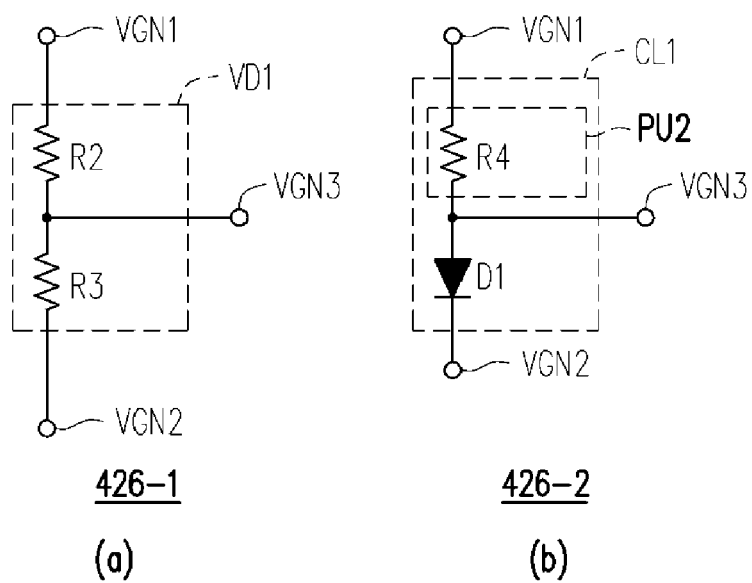 VGN1
VD1
R2
VGN3
R3
VGN2
426-1
(a)
VGN1
CL1
PU2
R4
VGN3
D1
VGN2
426-2
(b)